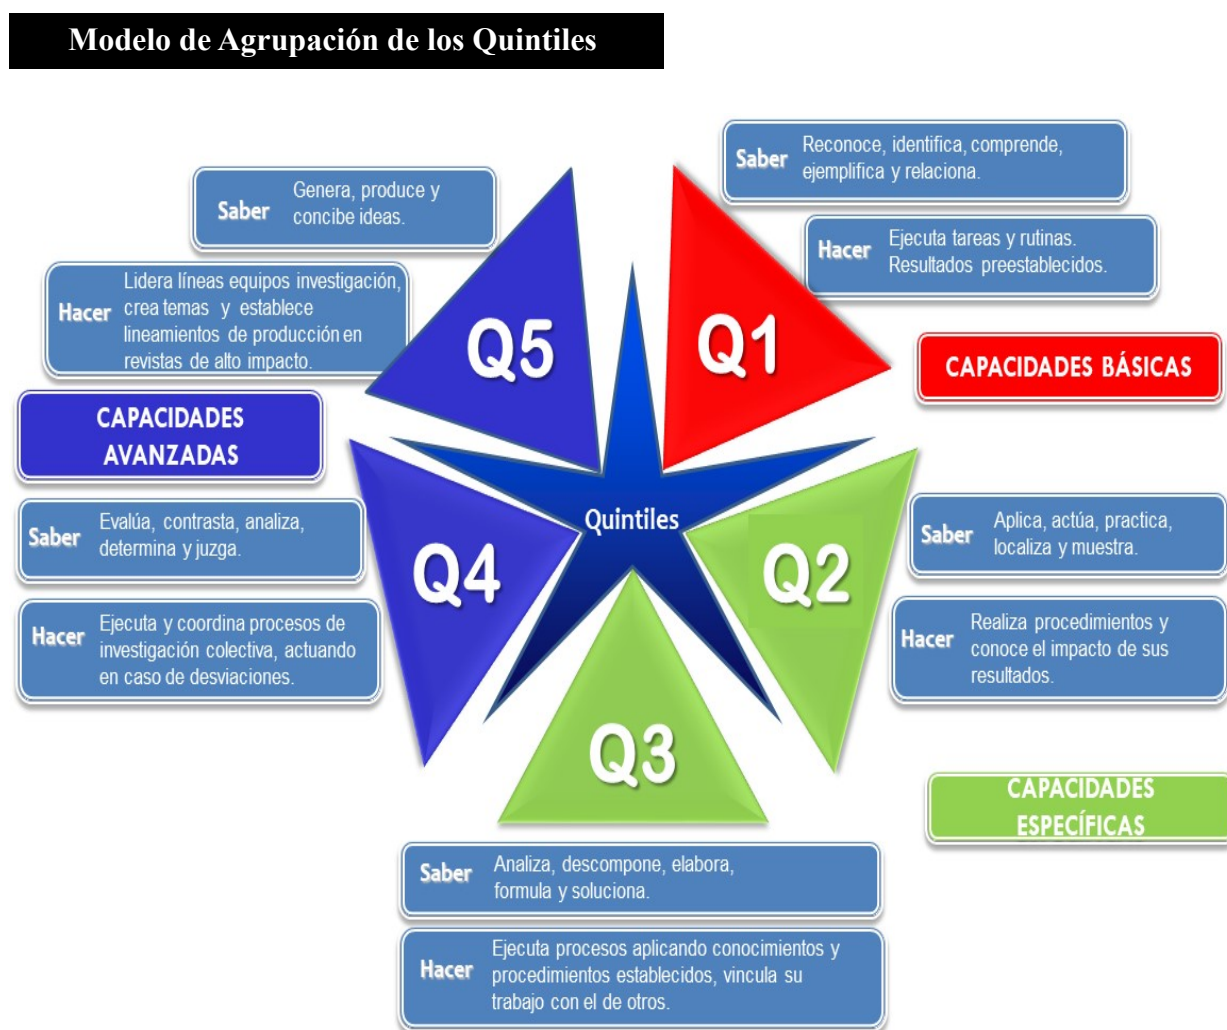 Modelo de Agrupación de los Quintiles
Saber
Reconoce, identifica, comprende,
ejemplifica y relaciona.
Hacer
Ejecuta tareas y rutinas.
Resultados preestablecidos.
Q1
CAPACIDADES BÁSICAS
Saber
Aplica, actúa, practica,
localiza y muestra.
Hacer
Realiza procedimientos y
conoce el impacto de sus
resultados.
Q2
CAPACIDADES
ESPECÍFICAS
Q3
Saber
Analiza, descompone, elabora,
formula y soluciona.
Hacer
Ejecuta procesos aplicando conocimientos y
procedimientos establecidos, vincula su
trabajo con el de otros.
Q4
Saber
Evalúa, contrasta, analiza,
determina y juzga.
Hacer
Ejecuta y coordina procesos de
investigación colectiva, actuando
en caso de desviaciones.
CAPACIDADES
AVANZADAS
Q5
Saber
Genera, produce y
concibe ideas.
Hacer
Lidera líneas equipos investigación,
crea temas y establece
lineamientos de producción en
revistas de alto impacto.
Quintiles